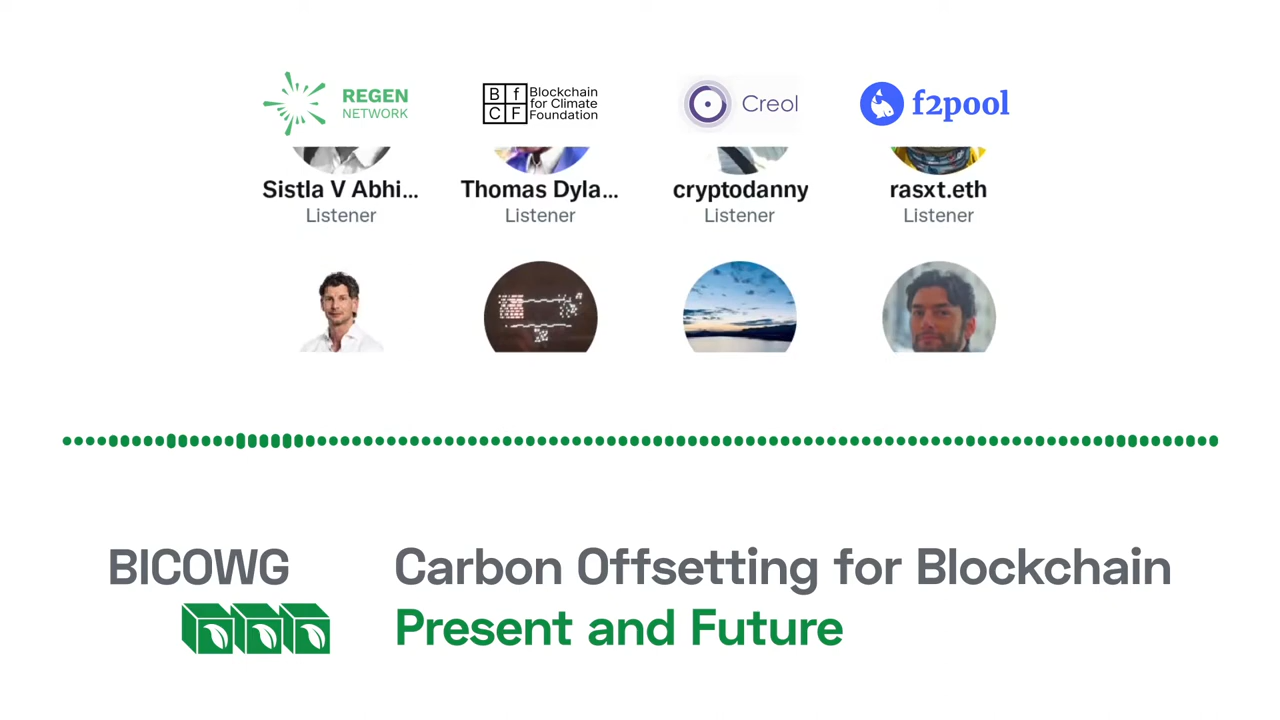 REGEN
NETWORK
B f
C F
Blockchain
for Climate
Foundation
Creol
f2pool
Sistla V Abhi...
Thomas Dyla...
cryptodanny
rasxt.eth
Listener
Listener
Listener
Listener
BICOWG
Carbon Offsetting for Blockchain
Present and Future